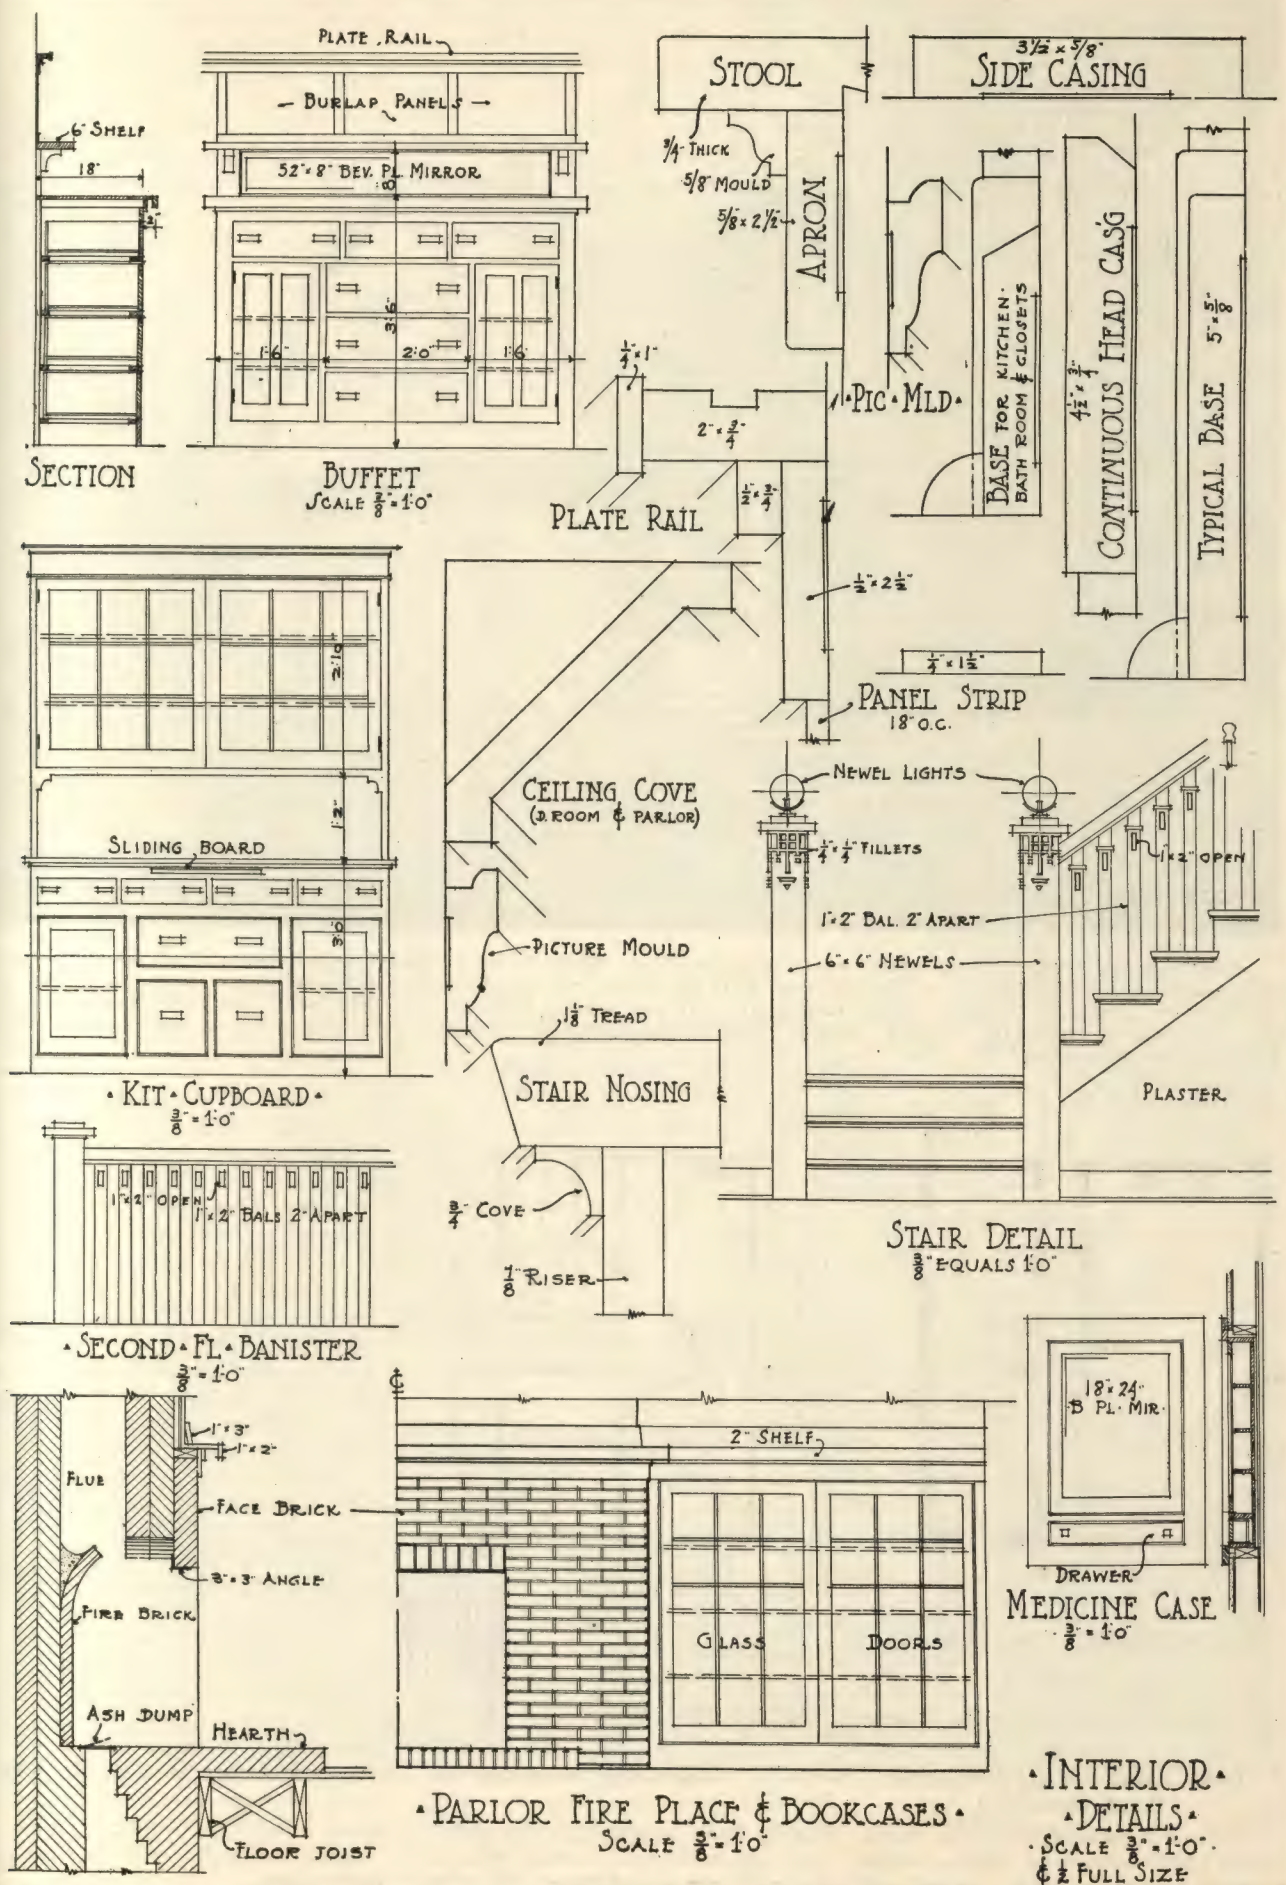 PLATE RAIL
BURLAP PANELS
6" SHELF
18"
52" × 8" BEV. PL. MIRROR
8"
2"
3'-6"
1'-6"
2'-0"
1'-6"
SECTION
BUFFET
SCALE 3/8" = 1'-0"
STOOL
3/4" THICK
5/8" MOULD
5/8" × 2 1/2"
APRON
3 1/2" × 5/8"
SIDE CASING
PIC · MLD ·
BASE FOR KITCHEN ·
BATH ROOM & CLOSETS
4 1/2" × 3/4"
CONTINUOUS HEAD CAS'G
TYPICAL BASE 5" × 5/8"
1/4" × 1"
2" × 3/4"
1/2" × 3/4"
PLATE RAIL
1/2" × 2 1/2"
1/4" × 1 1/2"
PANEL STRIP
18" O.C.
2'-10"
1'-2"
SLIDING BOARD
3'-0"
· KIT · CUPBOARD ·
3/8" = 1'-0"
CEILING COVE
(D. ROOM & PARLOR)
PICTURE MOULD
1 1/8" TREAD
STAIR NOSING
3/4" COVE
7/8" RISER
NEWEL LIGHTS
1/4" × 1/4" FILLETS
1" × 2" OPEN
1" × 2" BAL. 2" APART
6" × 6" NEWELS
PLASTER
STAIR DETAIL
3/8" EQUALS 1'-0"
1" × 2" OPEN
1" × 2" BALS 2" APART
· SECOND · FL · BANISTER
3/8" = 1'-0"
1" × 3"
1" × 2"
FLUE
FACE BRICK
3" × 3" ANGLE
FIRE BRICK
ASH DUMP
HEARTH
FLOOR JOIST
℄
2" SHELF
GLASS DOORS
· PARLOR FIRE PLACE & BOOKCASES ·
SCALE 3/8" = 1'-0"
18" × 24"
B PL. MIR.
DRAWER
MEDICINE CASE
3/8" = 1'-0"
· INTERIOR ·
· DETAILS ·
· SCALE 3/8" = 1'-0" ·
& 1/2 FULL SIZE